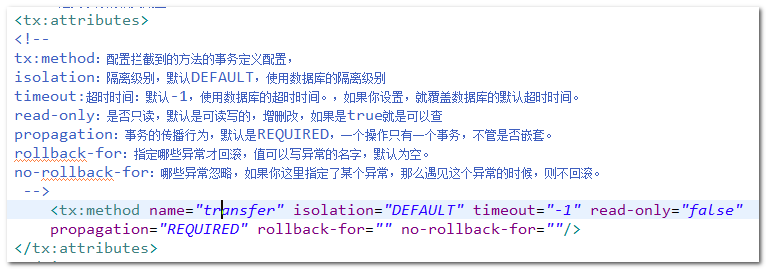 <tx:attributes>
<!--
tx:method：配置拦截到的方法的事务定义配置，
isolation：隔离级别，默认DEFAULT，使用数据库的隔离级别
timeout:超时时间：默认-1，使用数据库的超时时间。，如果你设置，就覆盖数据库的默认超时时间。
read-only：是否只读，默认是可读写的，增删改，如果是true就是可以查
propagation：事务的传播行为，默认是REQUIRED，一个操作只有一个事务，不管是否嵌套。
rollback-for：指定哪些异常才回滚，值可以写异常的名字，默认为空。
no-rollback-for：哪些异常忽略，如果你这里指定了某个异常，那么遇见这个异常的时候，则不回滚。
-->
<tx:method name="transfer" isolation="DEFAULT" timeout="-1" read-only="false"
propagation="REQUIRED" rollback-for="" no-rollback-for=""/>
</tx:attributes>